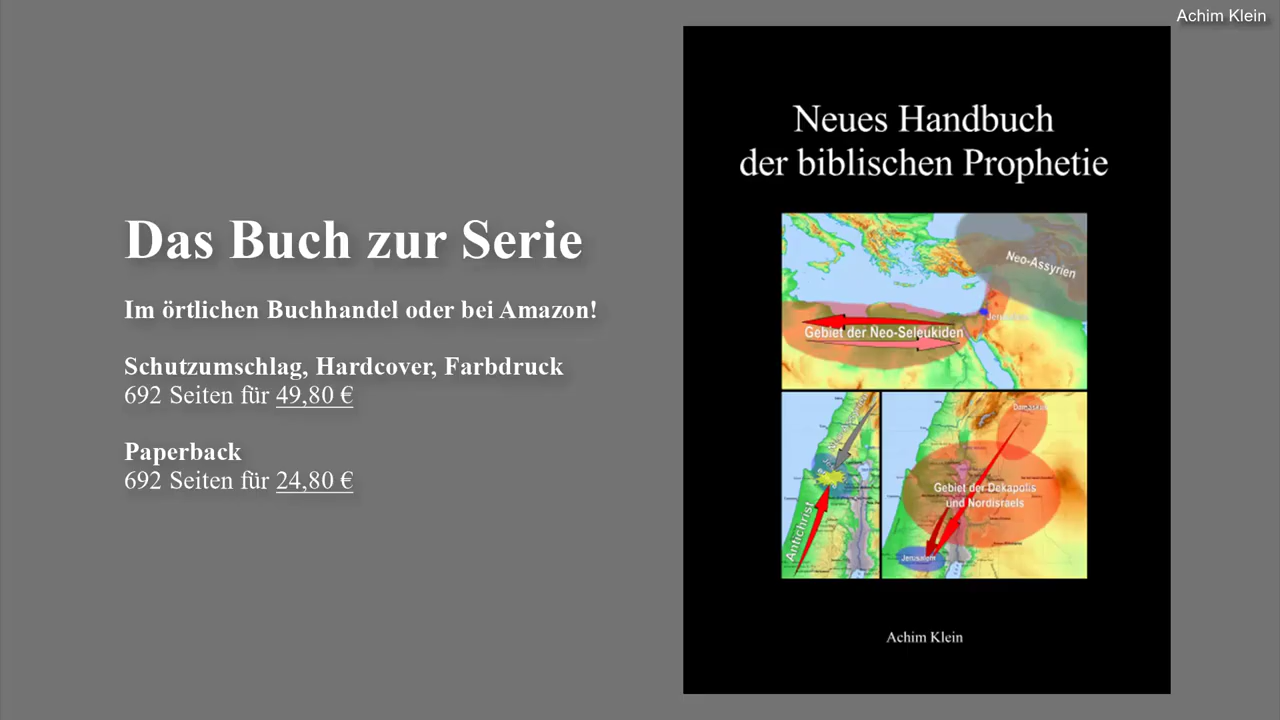 Achim Klein
Das Buch zur Serie
Im örtlichen Buchhandel oder bei Amazon!
Schutzumschlag, Hardcover, Farbdruck
692 Seiten für 49,80 €
Paperback
692 Seiten für 24,80 €
Neues Handbuch
der biblischen Prophetie
Neo-Assyrien
Gebiet der Neo-Seleukiden
Antichrist
Damaskus
Gebiet der Dekapolis
und Nordisraels
Jerusalem
Achim Klein